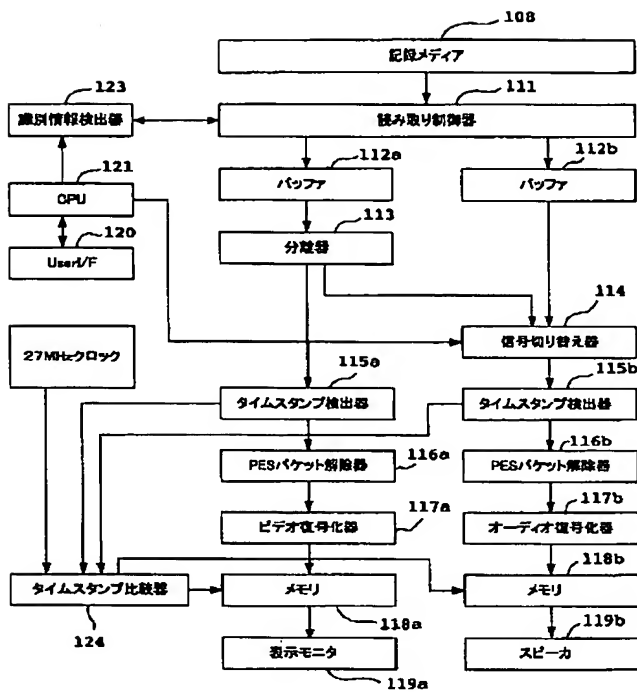 108
記録メディア
123
111
識別情報検出器
読み取り制御器
112a
112b
121
バッファ
バッファ
CPU
113
120
分離器
UserI/F
114
信号切り替え器
27MHzクロック
115a
115b
タイムスタンプ検出器
タイムスタンプ検出器
116b
PESパケット解除器
116a
PESパケット解除器
117b
ビデオ復号化器
117a
オーディオ復号化器
118b
タイムスタンプ比較器
メモリ
メモリ
124
118a
119b
表示モニタ
スピーカ
119a